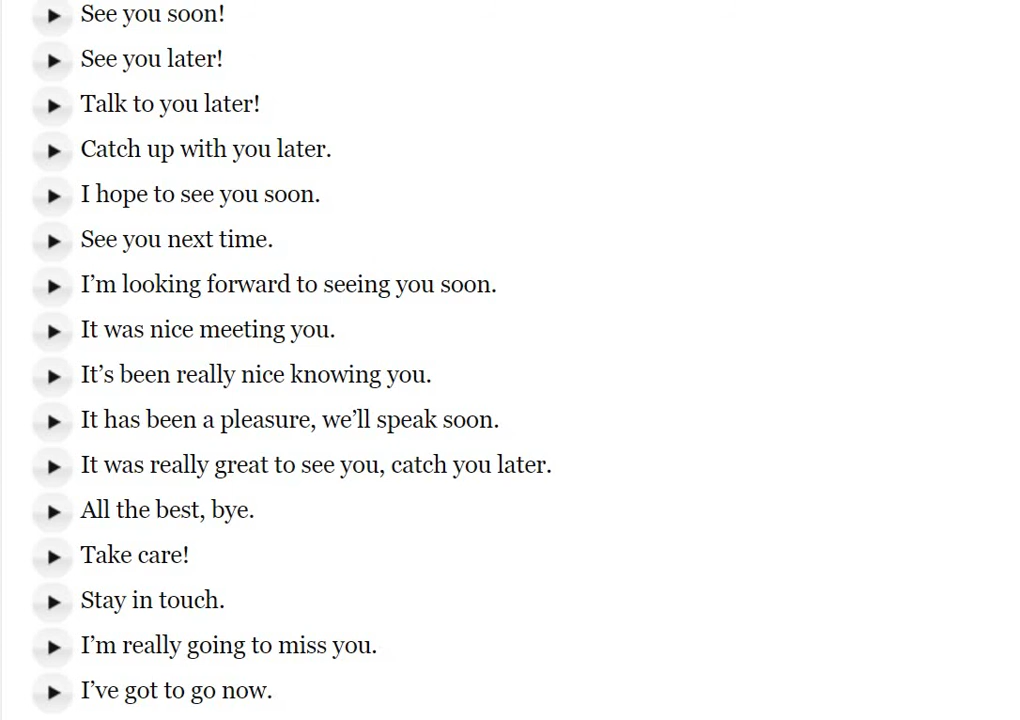 See you soon!
See you later!
Talk to you later!
Catch up with you later.
I hope to see you soon.
See you next time.
I’m looking forward to seeing you soon.
It was nice meeting you.
It’s been really nice knowing you.
It has been a pleasure, we’ll speak soon.
It was really great to see you, catch you later.
All the best, bye.
Take care!
Stay in touch.
I’m really going to miss you.
I’ve got to go now.